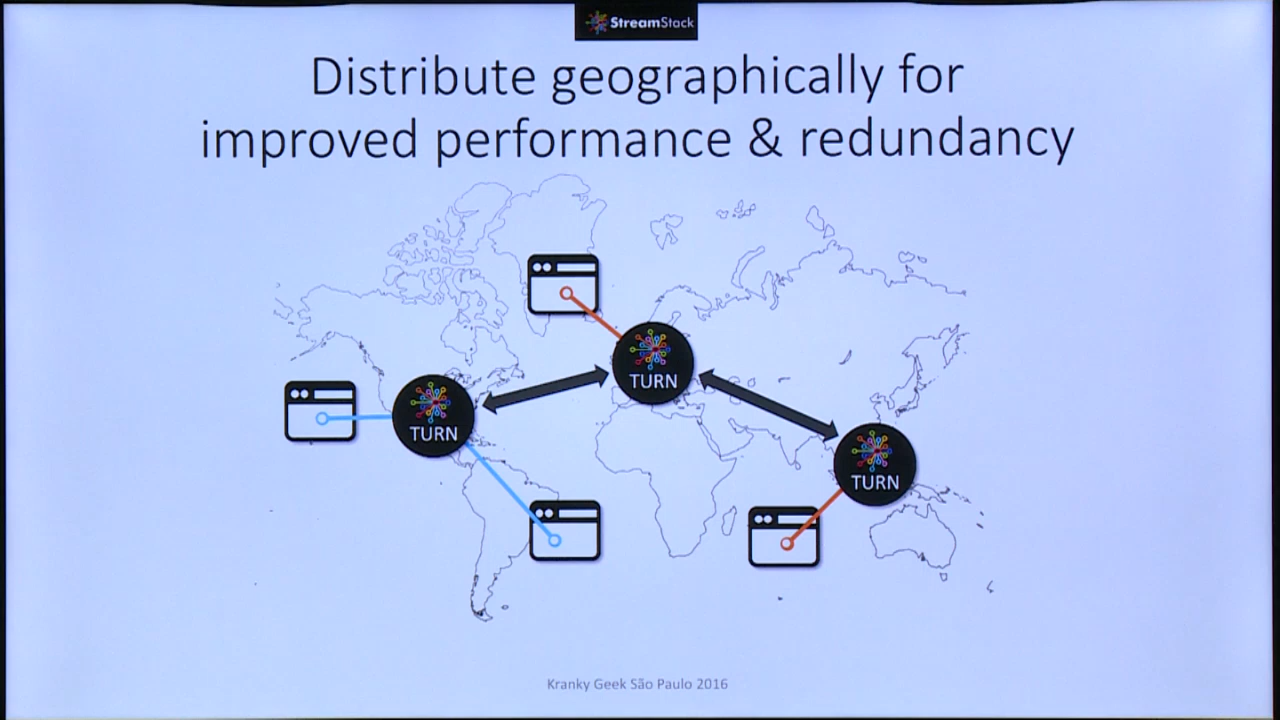 StreamStack
Distribute geographically for
improved performance & redundancy
TURN
TURN
TURN
Kranky Geek São Paulo 2016